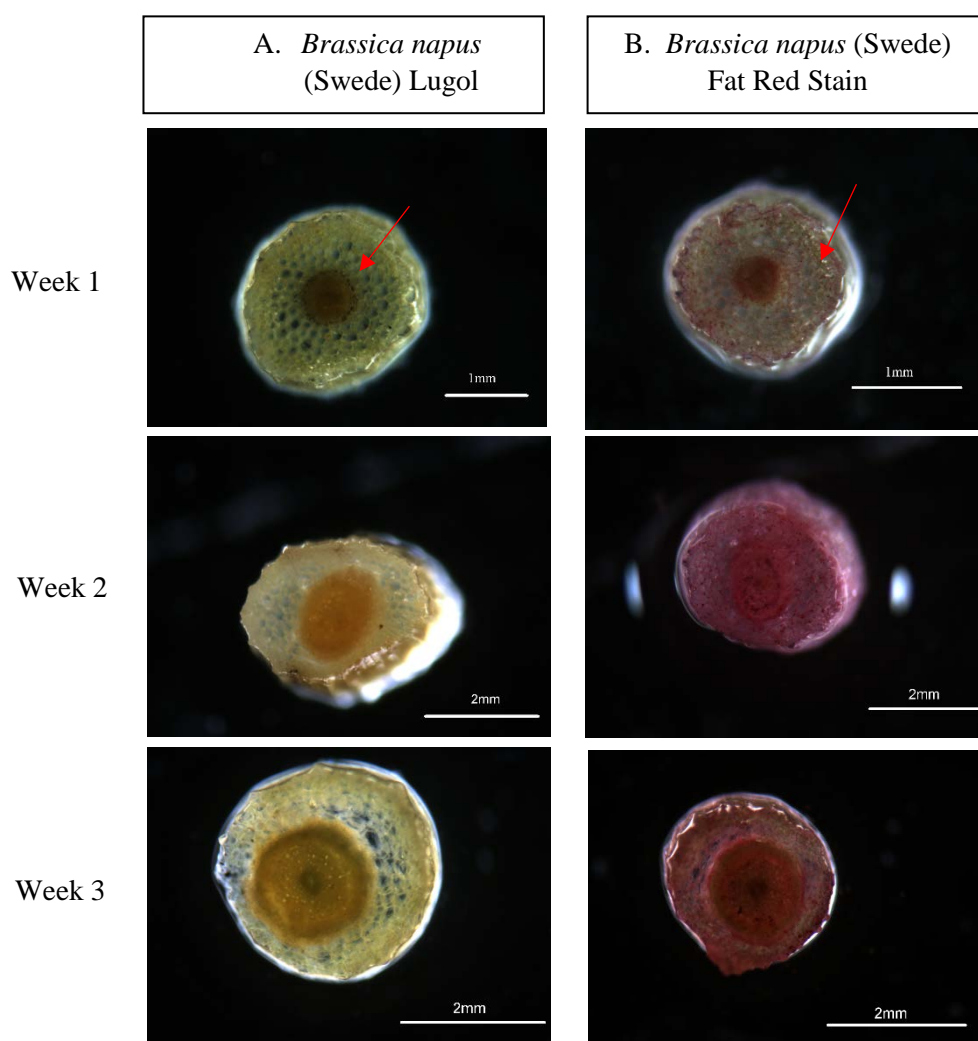 A. Brassica napus
(Swede) Lugol
B. Brassica napus (Swede)
Fat Red Stain
Week 1
1mm
1mm
Week 2
2mm
2mm
Week 3
2mm
2mm